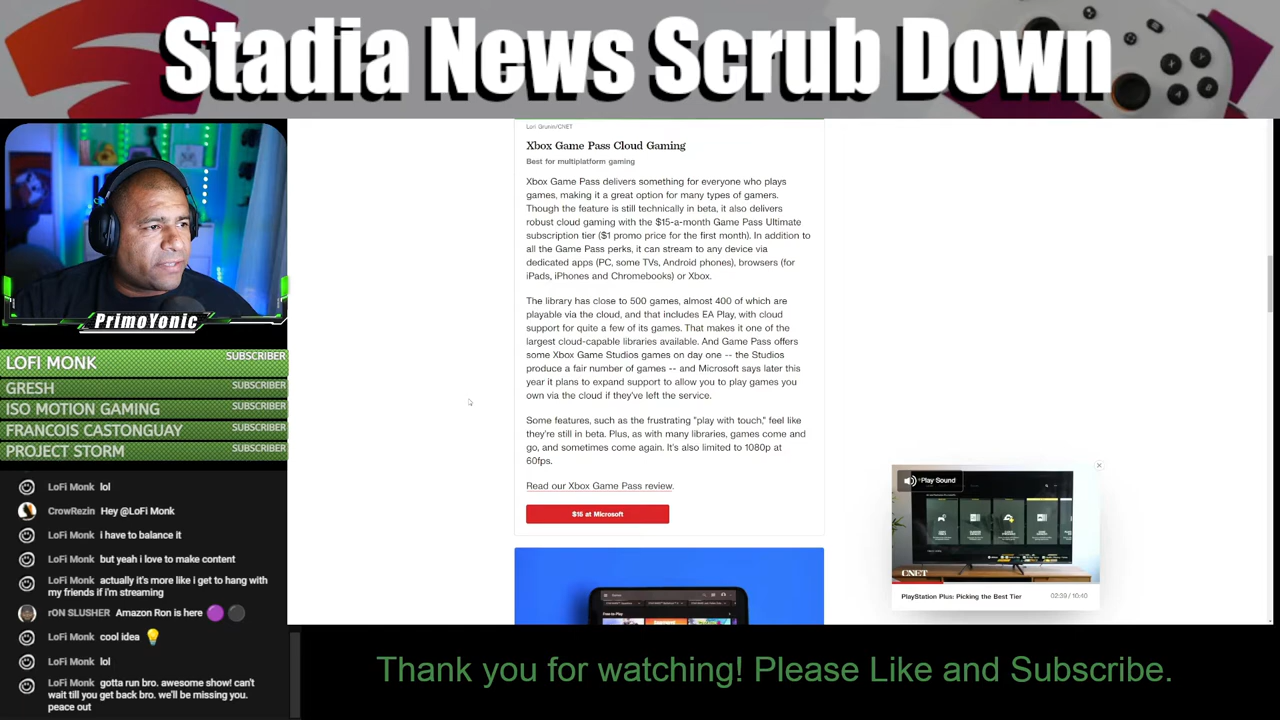 Stadia News Scrub Down
PrimoYonic
LOFI MONK SUBSCRIBER
GRESH SUBSCRIBER
ISO MOTION GAMING SUBSCRIBER
FRANCOIS CASTONGUAY SUBSCRIBER
PROJECT STORM SUBSCRIBER
LoFi Monk lol
CrowRezin Hey @LoFi Monk
LoFi Monk i have to balance it
LoFi Monk but yeah i love to make content
LoFi Monk actually it's more like i get to hang with
my friends if i'm streaming
rON SLUSHER Amazon Ron is here
LoFi Monk cool idea
LoFi Monk lol
LoFi Monk gotta run bro. awesome show! can't
wait till you get back bro. we'll be missing you.
peace out
Lori Grunin/CNET
Xbox Game Pass Cloud Gaming
Best for multiplatform gaming
Xbox Game Pass delivers something for everyone who plays
games, making it a great option for many types of gamers.
Though the feature is still technically in beta, it also delivers
robust cloud gaming with the $15-a-month Game Pass Ultimate
subscription tier ($1 promo price for the first month). In addition to
all the Game Pass perks, it can stream to any device via
dedicated apps (PC, some TVs, Android phones), browsers (for
iPads, iPhones and Chromebooks) or Xbox.
The library has close to 500 games, almost 400 of which are
playable via the cloud, and that includes EA Play, with cloud
support for quite a few of its games. That makes it one of the
largest cloud-capable libraries available. And Game Pass offers
some Xbox Game Studios games on day one -- the Studios
produce a fair number of games -- and Microsoft says later this
year it plans to expand support to allow you to play games you
own via the cloud if they've left the service.
Some features, such as the frustrating "play with touch," feel like
they're still in beta. Plus, as with many libraries, games come and
go, and sometimes come again. It's also limited to 1080p at
60fps.
Read our Xbox Game Pass review.
$15 at Microsoft
Play Sound
CNET
PlayStation Plus: Picking the Best Tier 02:39 / 10:40
Free to Play
Thank you for watching! Please Like and Subscribe.